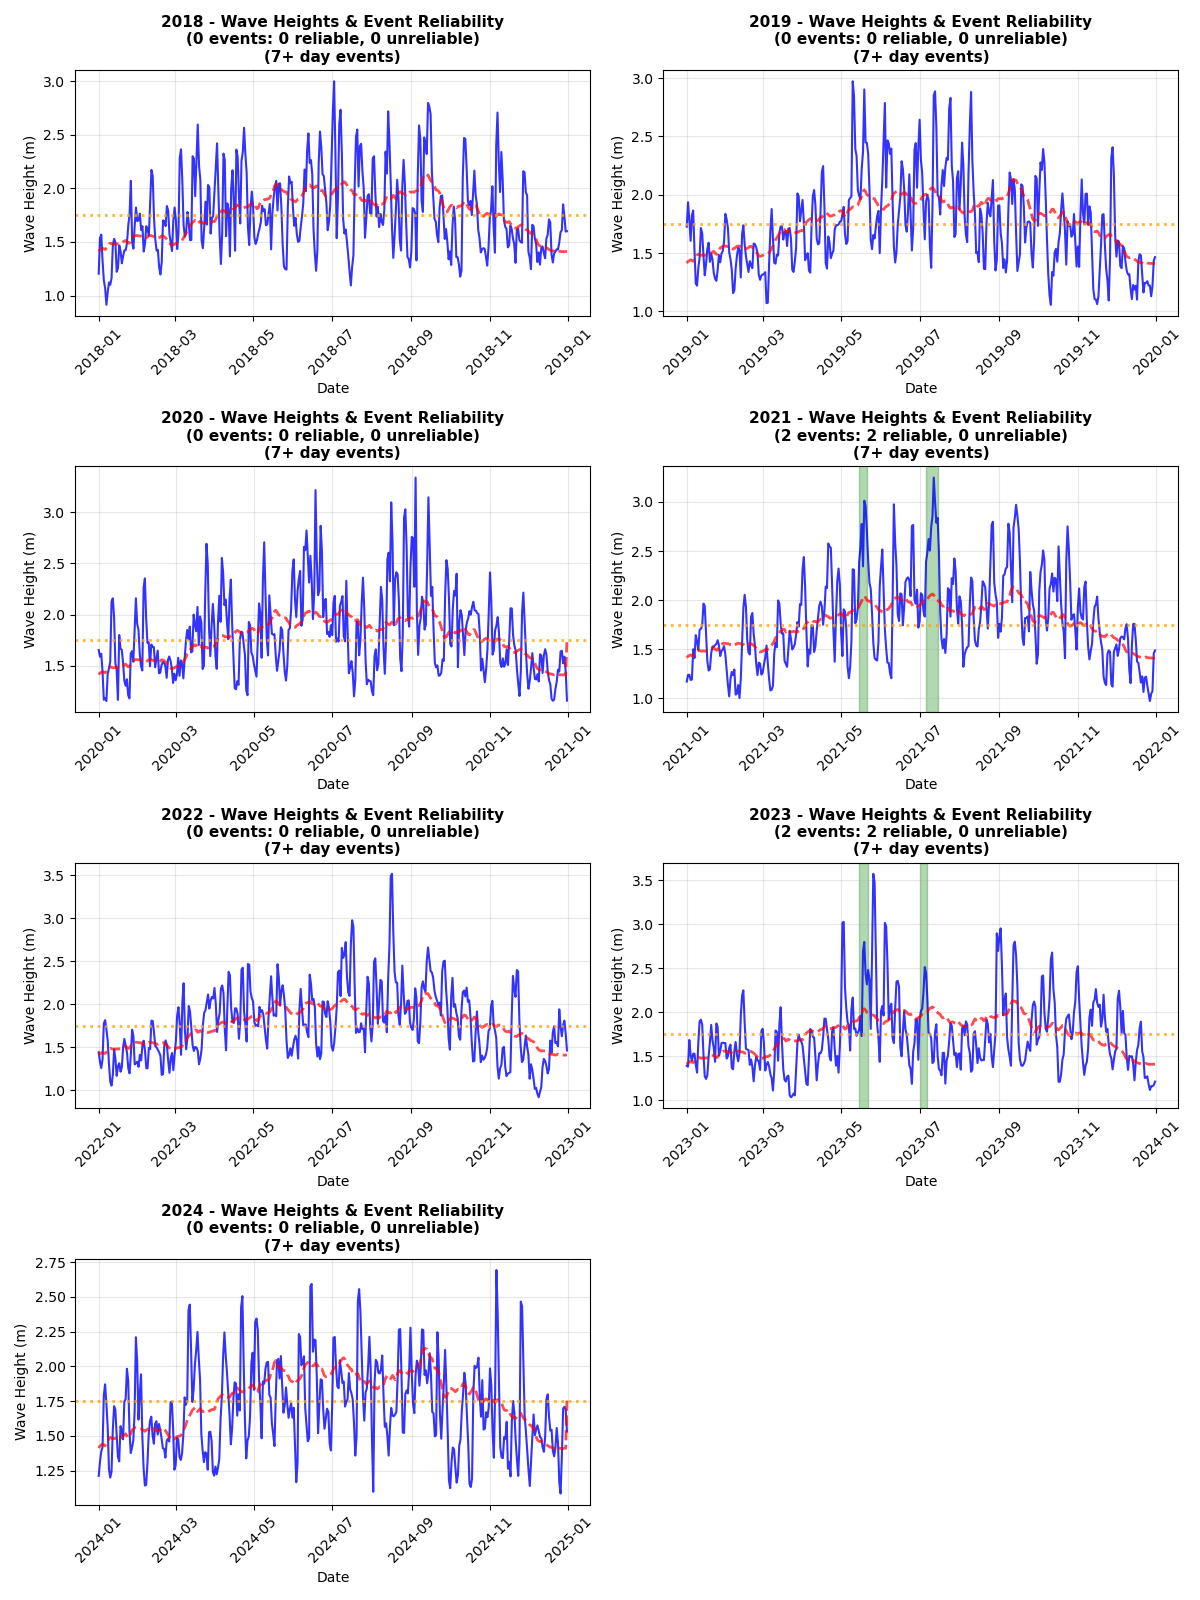 2018 - Wave Heights & Event Reliability
(0 events: 0 reliable, 0 unreliable)
(7+ day events)
Wave Height (m)
3.0
2.5
2.0
1.5
1.0
2018-01
2018-03
2018-05
2018-07
2018-09
2018-11
2019-01
Date
2019 - Wave Heights & Event Reliability
(0 events: 0 reliable, 0 unreliable)
(7+ day events)
Wave Height (m)
3.0
2.5
2.0
1.5
1.0
2019-01
2019-03
2019-05
2019-07
2019-09
2019-11
2020-01
Date
2020 - Wave Heights & Event Reliability
(0 events: 0 reliable, 0 unreliable)
(7+ day events)
Wave Height (m)
3.0
2.5
2.0
1.5
2020-01
2020-03
2020-05
2020-07
2020-09
2020-11
2021-01
Date
2021 - Wave Heights & Event Reliability
(2 events: 2 reliable, 0 unreliable)
(7+ day events)
Wave Height (m)
3.0
2.5
2.0
1.5
1.0
2021-01
2021-03
2021-05
2021-07
2021-09
2021-11
2022-01
Date
2022 - Wave Heights & Event Reliability
(0 events: 0 reliable, 0 unreliable)
(7+ day events)
Wave Height (m)
3.5
3.0
2.5
2.0
1.5
1.0
2022-01
2022-03
2022-05
2022-07
2022-09
2022-11
2023-01
Date
2023 - Wave Heights & Event Reliability
(2 events: 2 reliable, 0 unreliable)
(7+ day events)
Wave Height (m)
3.5
3.0
2.5
2.0
1.5
1.0
2023-01
2023-03
2023-05
2023-07
2023-09
2023-11
2024-01
Date
2024 - Wave Heights & Event Reliability
(0 events: 0 reliable, 0 unreliable)
(7+ day events)
Wave Height (m)
2.75
2.50
2.25
2.00
1.75
1.50
1.25
2024-01
2024-03
2024-05
2024-07
2024-09
2024-11
2025-01
Date